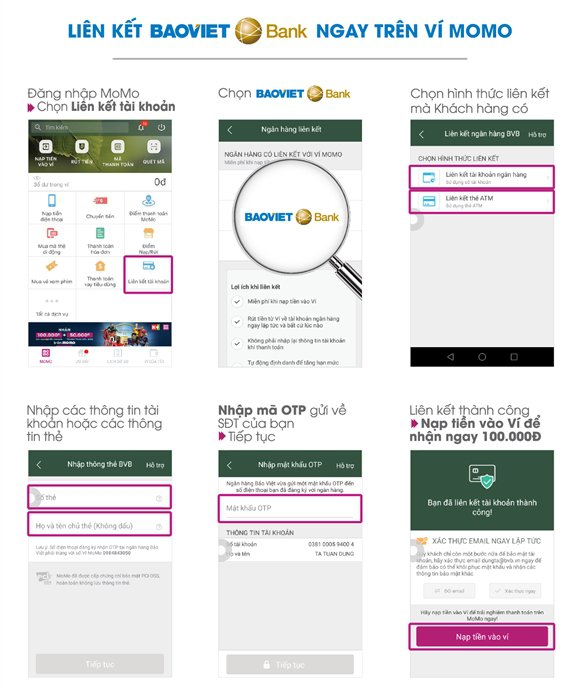 LIÊN KẾT BAOVIET Bank NGAY TRÊN VÍ MOMO
Đăng nhập MoMo
Chọn Liên kết tài khoản
Tìm kiếm
NẠP TIỀN
VÀO VÍ
RÚT TIỀN
MÃ
THANH TOÁN
QUÉT MÃ
Số dư trong ví
0đ
Nạp tiền
điện thoại
Chuyển tiền
Điểm thanh toán
MoMo
Mua mã thẻ
di động
Thanh toán
hóa đơn
Điểm
Nạp/Rút
Mua vé xem phim
Thanh toán
vay tiêu dùng
Liên kết tài khoản
Tất cả dịch vụ
NHẬN
100.000đ + 50.000đ
MOMO
ƯU ĐÃI
LỊCH SỬ GD
VÍ CỦA TÔI
Chọn BAOVIET Bank
Ngân hàng liên kết
NGÂN HÀNG CÓ LIÊN KẾT VỚI VÍ MOMO
BAOVIET Bank
Lợi ích khi liên kết
Miễn phí khi nạp tiền vào Ví
Rút tiền từ Ví về tài khoản ngân hàng
ngay lập tức và bất cứ lúc nào
Không phải nhập lại thông tin tài khoản
khi thanh toán
Tự động định danh để tăng hạn mức
Chọn hình thức liên kết
mà Khách hàng có
Liên kết ngân hàng BVB
Hỗ trợ
CHỌN HÌNH THỨC LIÊN KẾT
Liên kết tài khoản ngân hàng
Sử dụng số tài khoản
Liên kết thẻ ATM
Sử dụng thẻ ATM
Nhập các thông tin tài
khoản hoặc các thông
tin thẻ
Nhập thông thẻ BVB
Hỗ trợ
Số thẻ
Họ và tên chủ thẻ (Không dấu)
Lưu ý: Số điện thoại đăng ký nhận OTP tại ngân hàng Bảo
Việt phải trùng với số Ví MoMo 0984843058
MoMo đã được cấp chứng chỉ bảo mật PCI DSS,
hoàn toàn không lưu thông tin thẻ.
Tiếp tục
Nhập mã OTP gửi về
SĐT của bạn
Tiếp tục
Nhập mật khẩu OTP
Hỗ trợ
Ngân hàng Bảo Việt vừa gửi một mật khẩu OTP đến
số điện thoại bạn đã đăng ký với ngân hàng.
Mật khẩu OTP
THÔNG TIN TÀI KHOẢN
Số tài khoản
0381 0005 9400 4
Họ và tên
TA TUAN DUNG
Tiếp tục
Liên kết thành công
Nạp tiền vào Ví để
nhận ngay 100.000Đ
Bạn đã liên kết tài khoản thành
công!
XÁC THỰC EMAIL NGAY LẬP TỨC
Quý khách chỉ còn một bước nữa để bảo mật tài
khoản, hãy xác thực email dungta@bvb.vn ngay để
đảm bảo có thể khôi phục mật khẩu và nhận các
thông tin bảo mật khác
Đổi email
Xác thực ngay
Hãy nạp tiền vào Ví để trải nghiệm thanh toán trên
MoMo ngay!
Nạp tiền vào ví